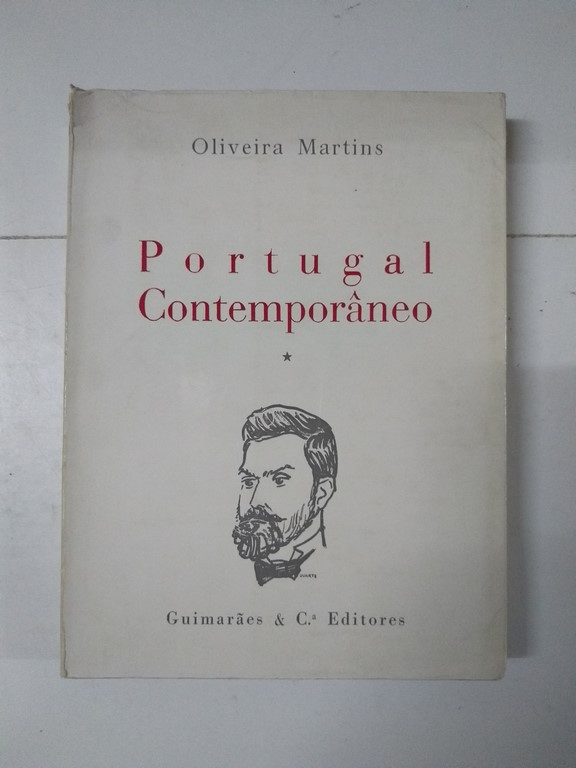 Oliveira Martins
Portugal
Contemporâneo
★
Guimarães & C.ª Editores